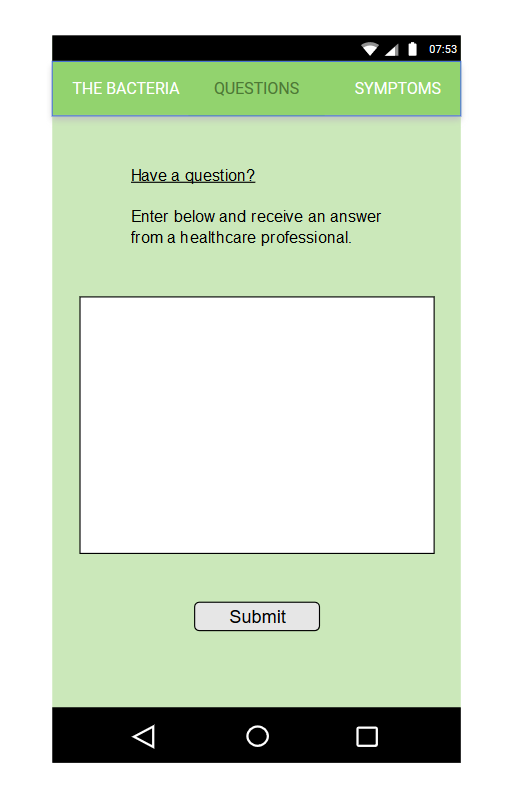 07:53
THE BACTERIA QUESTIONS SYMPTOMS
Have a question?
Enter below and receive an answer
from a healthcare professional.
Submit